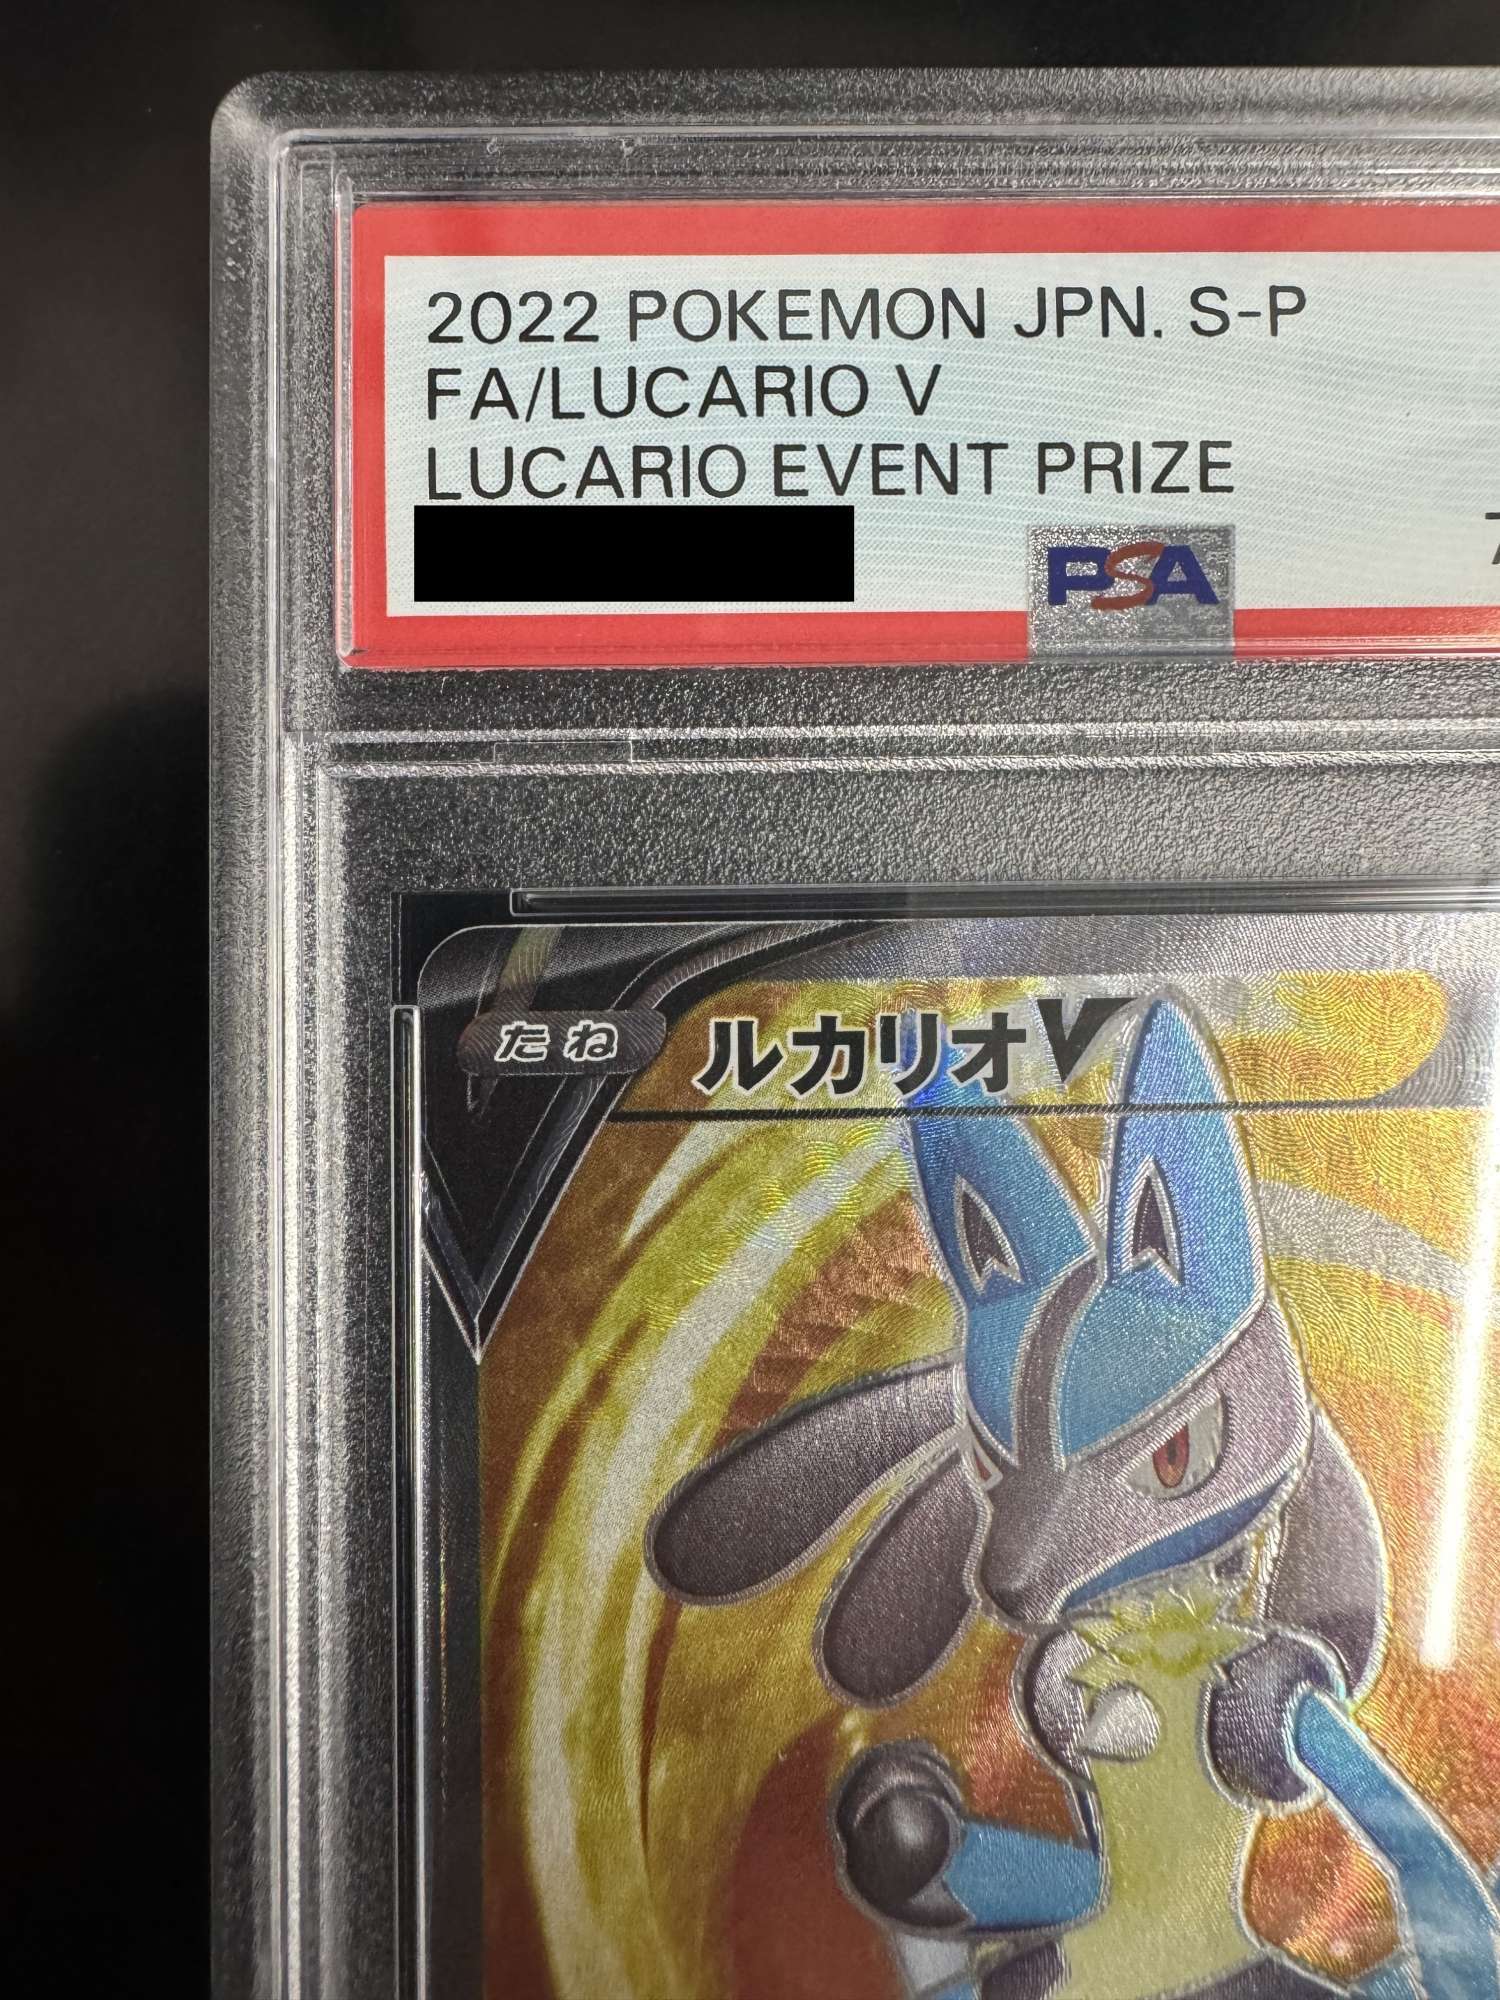 2022 POKEMON JPN. S-P
FA/LUCARIO V
LUCARIO EVENT PRIZE
PSA
たね
ルカリオV